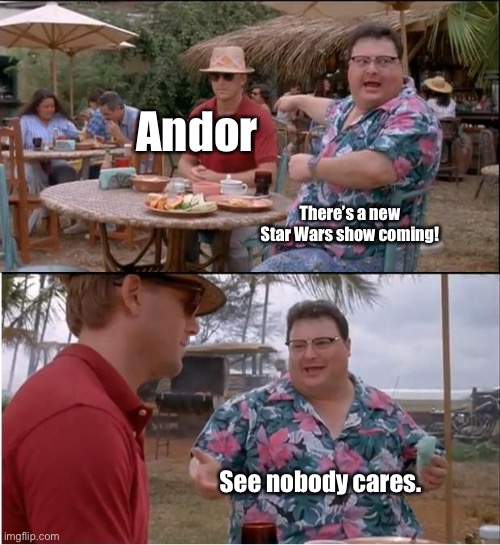 Andor
There's a new
Star Wars show coming!
See nobody cares.
imgflip.com